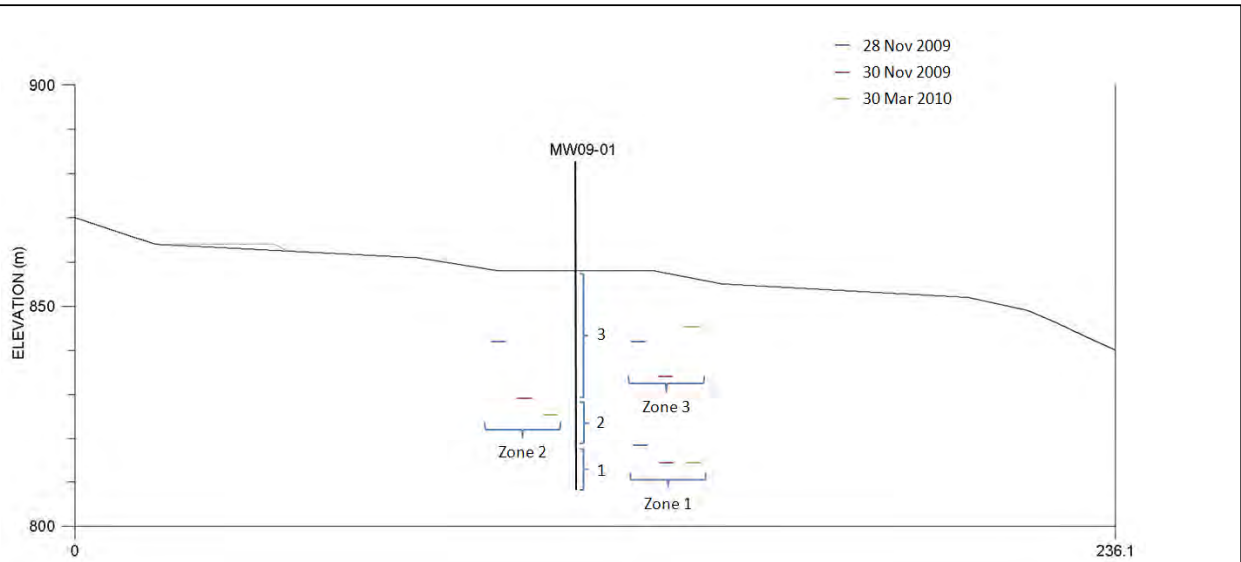 28 Nov 2009
30 Nov 2009
30 Mar 2010
900
MW09-01
ELEVATION (m)
850
3
Zone 3
2
Zone 2
1
Zone 1
800
0
236.1